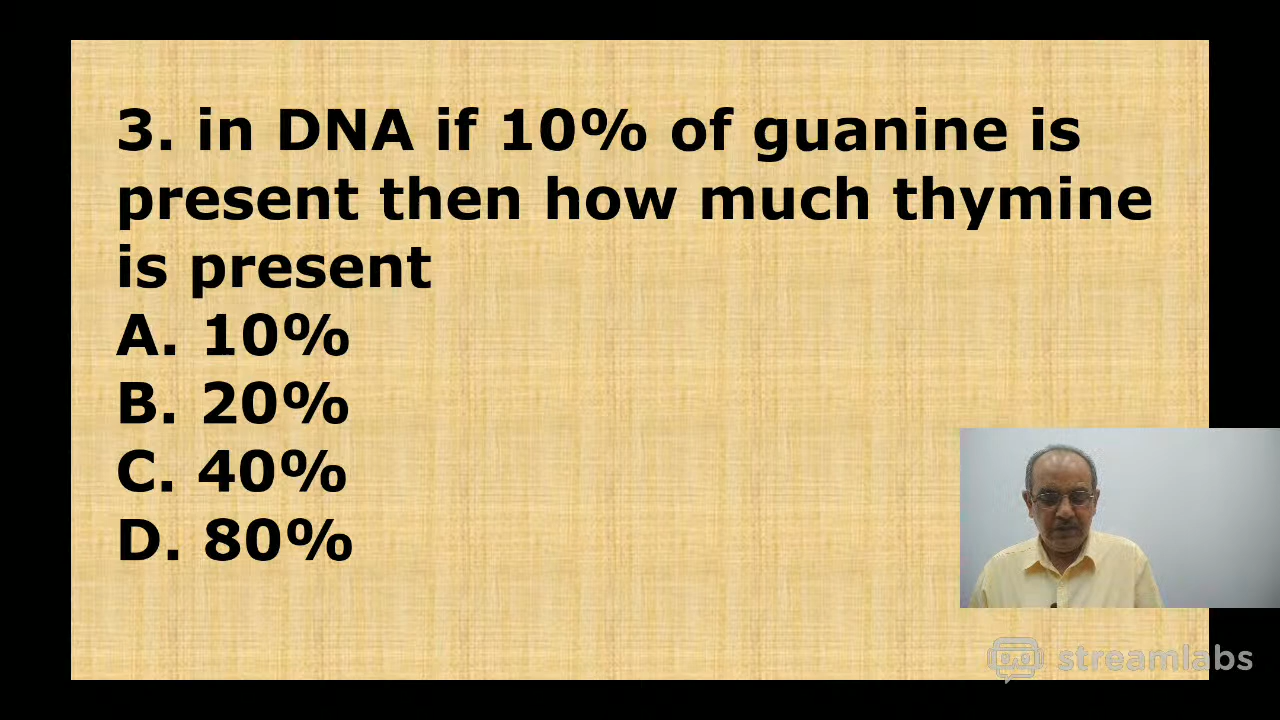 3. in DNA if 10% of guanine is
present then how much thymine
is present
A. 10%
B. 20%
C. 40%
D. 80%
streamlabs